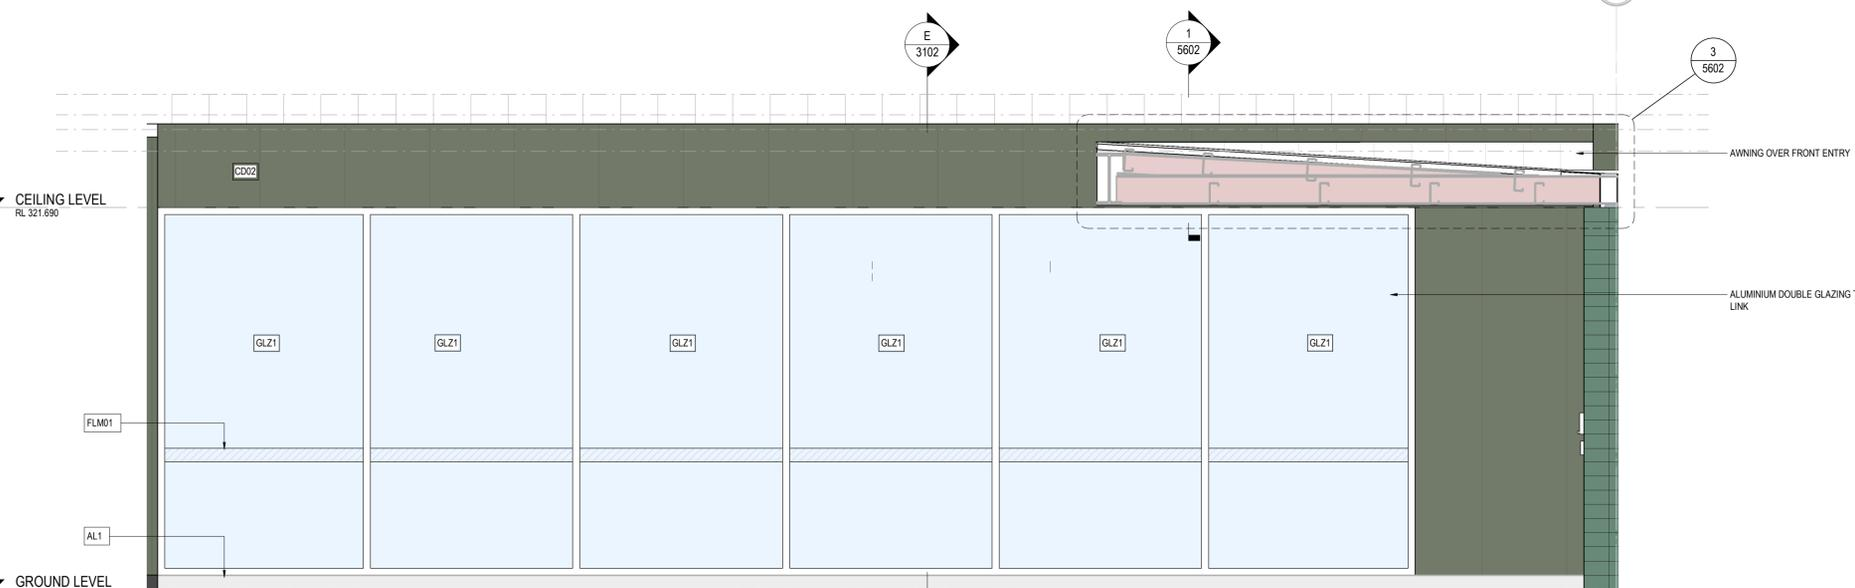 E
3102
1
5602
3
5602
AWNING OVER FRONT ENTRY
CD02
CEILING LEVEL
RL 321.690
ALUMINIUM DOUBLE GLAZING
LINK
GLZ1
GLZ1
GLZ1
GLZ1
GLZ1
GLZ1
FLM01
AL1
GROUND LEVEL